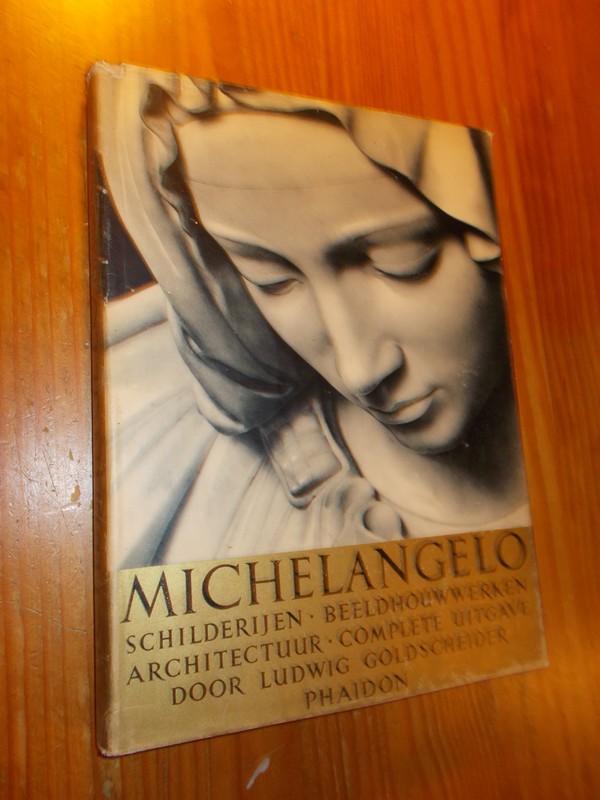 MICHELANGELO
SCHILDERIJEN · BEELDHOUWWERKEN
ARCHITECTUUR · COMPLETE UITGAVE
DOOR LUDWIG GOLDSCHEIDER
PHAIDON